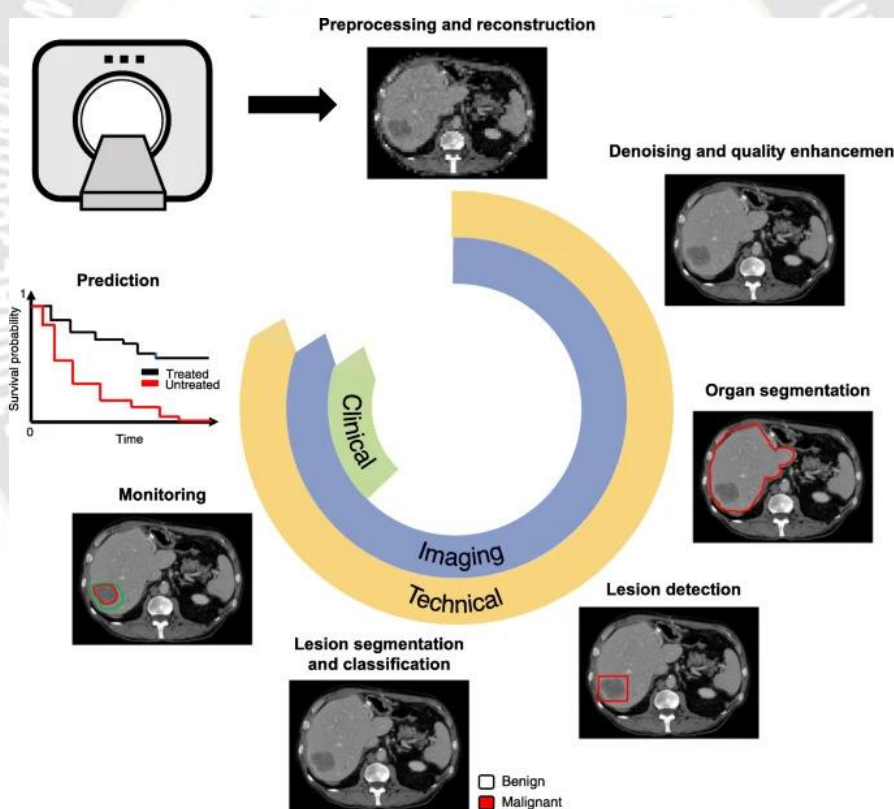 Preprocessing and reconstruction
Denoising and quality enhancemen
Prediction
1
Survival probability
Treated
Untreated
0
Time
Organ segmentation
Clinical
Monitoring
Imaging
Technical
Lesion detection
Lesion segmentation
and classification
Benign
Malignant